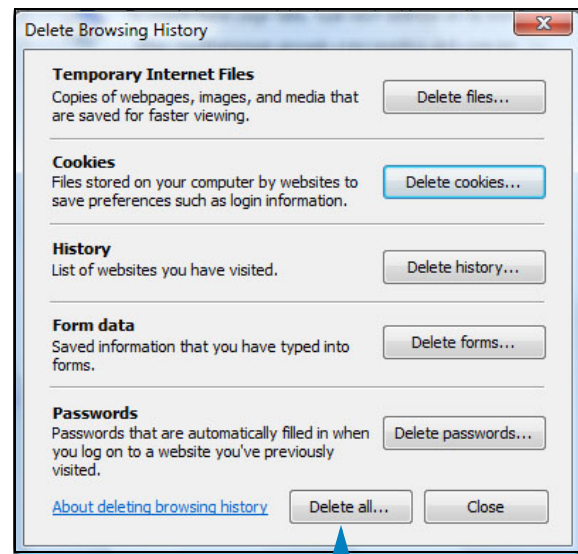 Delete Browsing History
Temporary Internet Files
Copies of webpages, images, and media that
are saved for faster viewing.
Delete files...
Cookies
Files stored on your computer by websites to
save preferences such as login information.
Delete cookies...
History
List of websites you have visited.
Delete history...
Form data
Saved information that you have typed into
forms.
Delete forms...
Passwords
Passwords that are automatically filled in when
you log on to a website you've previously
visited.
Delete passwords...
About deleting browsing history
Delete all...
Close